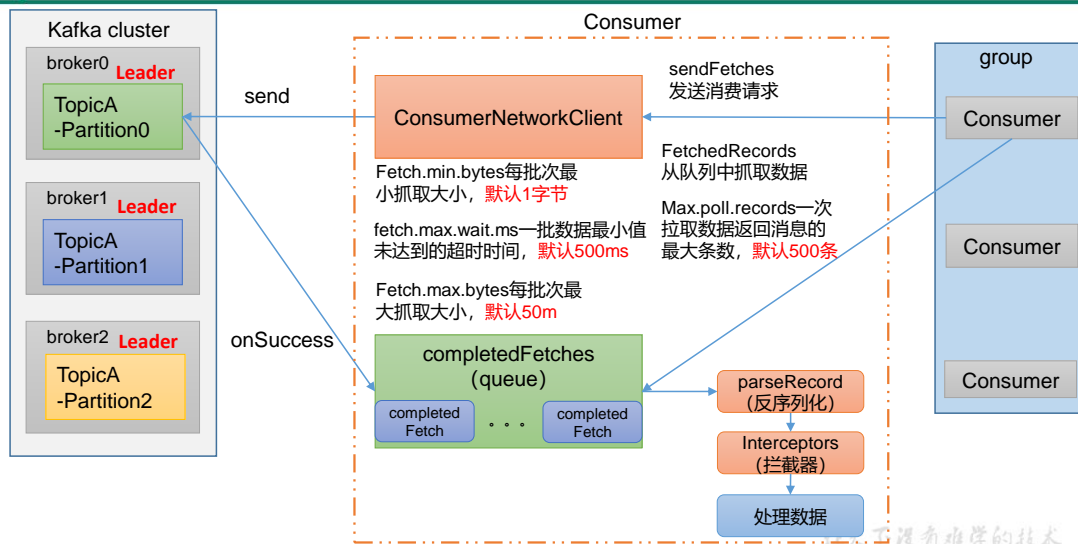 Kafka cluster
broker0
Leader
TopicA
-Partition0
broker1
Leader
TopicA
-Partition1
broker2
Leader
TopicA
-Partition2
send
onSuccess
Consumer
ConsumerNetworkClient
Fetch.min.bytes每批次最
小抓取大小，默认1字节
fetch.max.wait.ms一批数据最小值
未达到的超时时间，默认500ms
Fetch.max.bytes每批次最
大抓取大小，默认50m
sendFetches
发送消费请求
FetchedRecords
从队列中抓取数据
Max.poll.records一次
拉取数据返回消息的
最大条数，默认500条
completedFetches
（queue）
completed
Fetch
。。。
completed
Fetch
parseRecord
（反序列化）
Interceptors
（拦截器）
处理数据
group
Consumer
Consumer
Consumer
下没有难学的技术